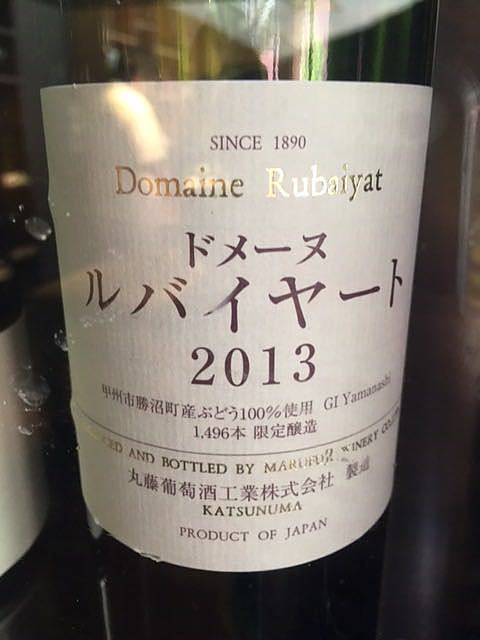 SINCE 1890
Domaine Rubaiyat
ドメーヌ
ルバイヤート
2013
甲州市勝沼町産ぶどう100%使用 GI Yamanashi
1,496本 限定醸造
AND BOTTLED BY MARUFUJI WINERY CO.
丸藤葡萄酒工業株式会社 製造
KATSUNUMA
PRODUCT OF JAPAN